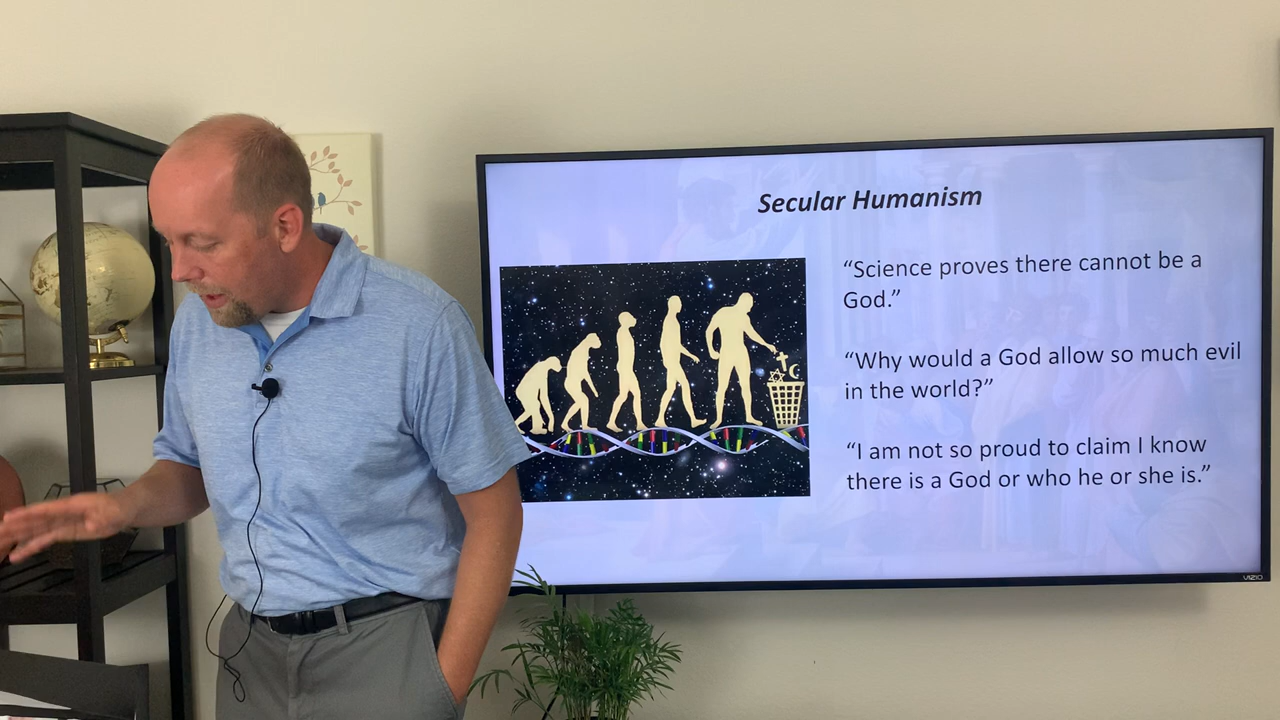 Secular Humanism
“Science proves there cannot be a
God.”
“Why would a God allow so much evil
in the world?”
“I am not so proud to claim I know
there is a God or who he or she is.”
VIZIO